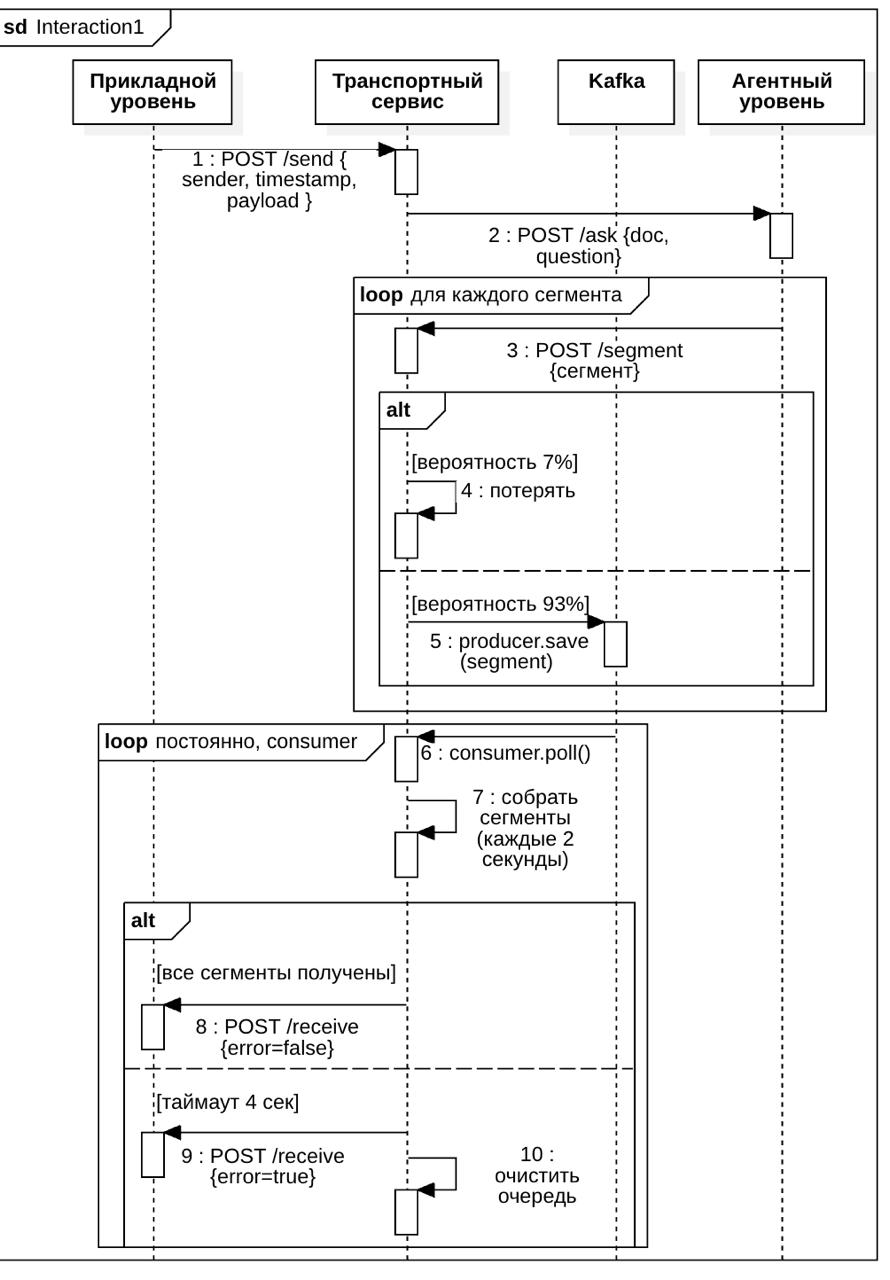 sd Interaction1
Прикладной
уровень
Транспортный
сервис
Kafka
Агентный
уровень
1 : POST /send {
sender, timestamp,
payload }
2 : POST /ask {doc,
question}
loop для каждого сегмента
3 : POST /segment
{сегмент}
alt
[вероятность 7%]
4 : потерять
[вероятность 93%]
5 : producer.save
(segment)
loop постоянно, consumer
6 : consumer.poll()
7 : собрать
сегменты
(каждые 2
секунды)
alt
[все сегменты получены]
8 : POST /receive
{error=false}
[таймаут 4 сек]
9 : POST /receive
{error=true}
10 :
очистить
очередь